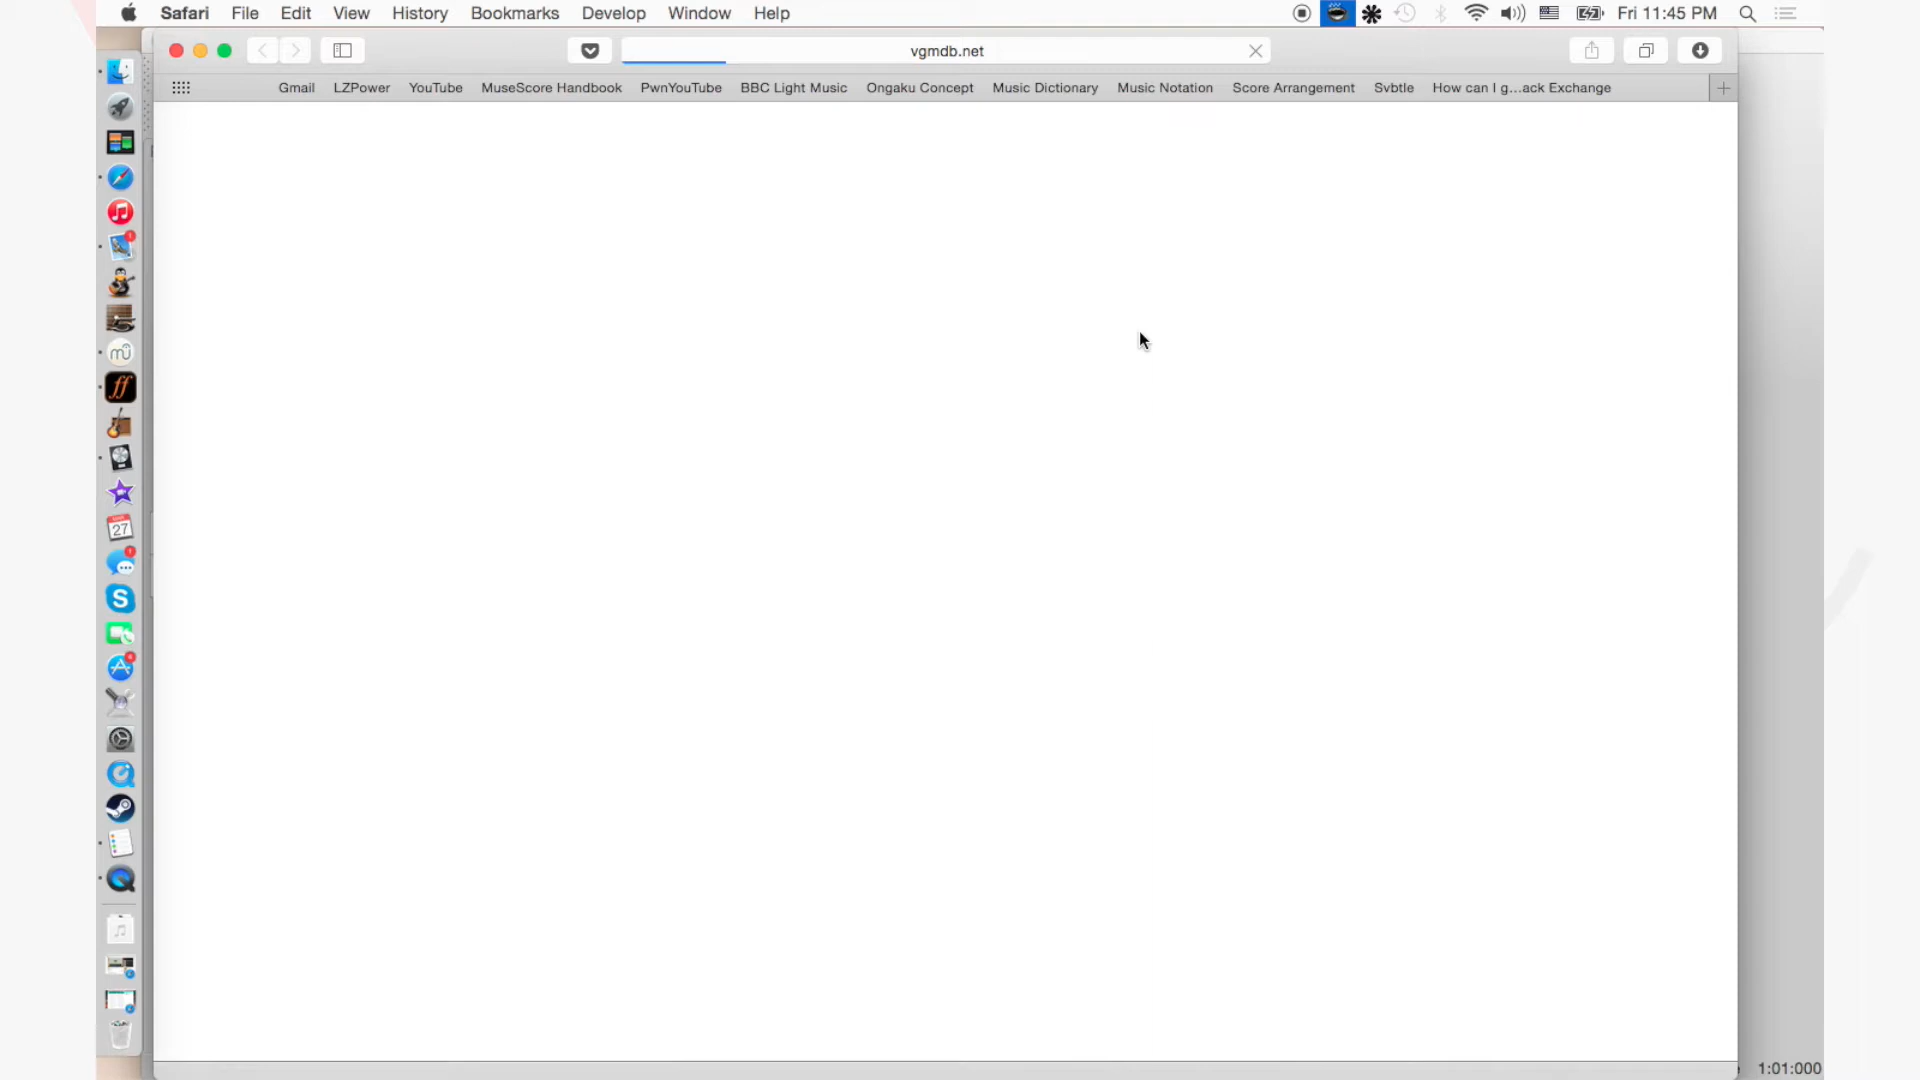 Safari File Edit View History Bookmarks Develop Window Help Fri 11:45 PM
vgmdb.net
Gmail LZPower YouTube MuseScore Handbook PwnYouTube BBC Light Music Ongaku Concept Music Dictionary Music Notation Score Arrangement Svbtle How can I g...ack Exchange
mu
ff
27
S
1:01:000